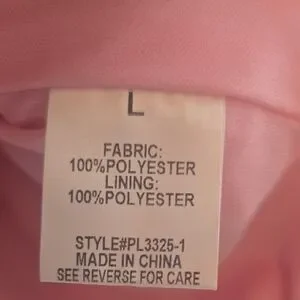 L
FABRIC:
100%POLYESTER
LINING:
100%POLYESTER
STYLE#PL3325-1
MADE IN CHINA
SEE REVERSE FOR CARE